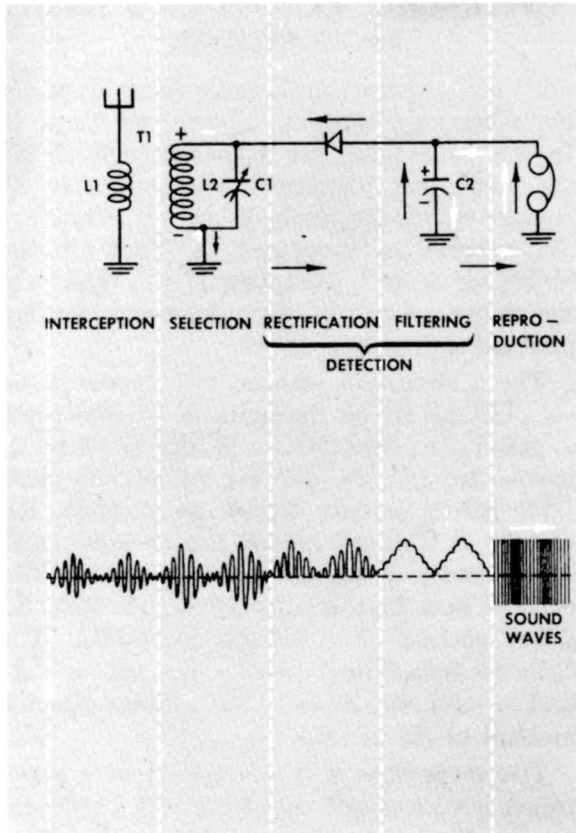 T1
+
L1
L2
C1
+
C2
−
−
INTERCEPTION SELECTION RECTIFICATION FILTERING REPRO-
DUCTION
DETECTION
SOUND
WAVES